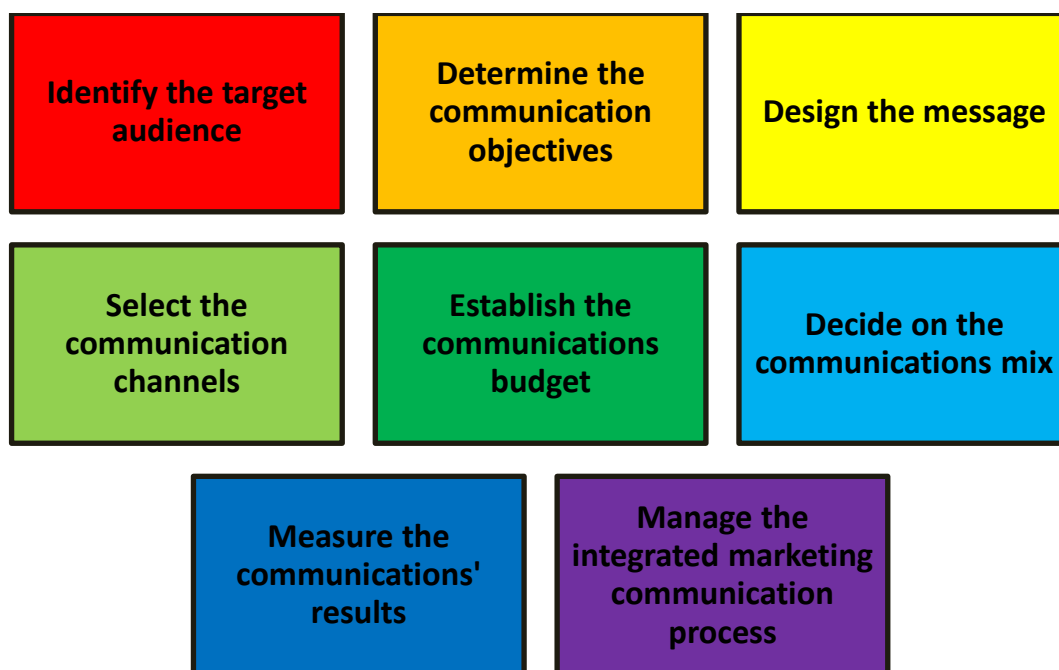 Identify the target
audience
Determine the
communication
objectives
Design the message
Select the
communication
channels
Establish the
communications
budget
Decide on the
communications mix
Measure the
communications'
results
Manage the
integrated marketing
communication
process